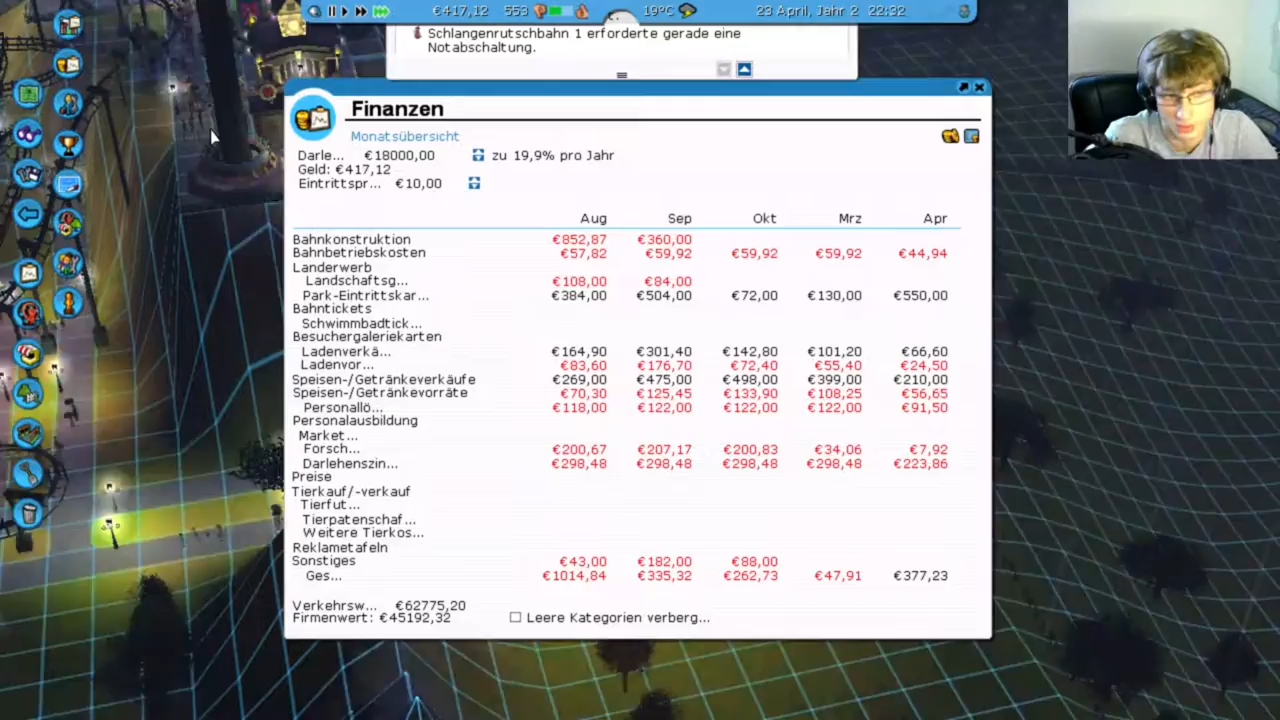 €417,12 553 19°C 23 April, Jahr 2 22:32
Schlangenrutschbahn 1 erforderte gerade eine
Notabschaltung.
Finanzen
Monatsübersicht
Darle... €18000,00 zu 19,9% pro Jahr
Geld: €417,12
Eintrittspr... €10,00
Aug Sep Okt Mrz Apr
Bahnkonstruktion €852,87 €360,00
Bahnbetriebskosten €57,82 €59,92 €59,92 €59,92 €44,94
Landerwerb
Landschaftsg... €108,00 €84,00
Park-Eintrittskar... €384,00 €504,00 €72,00 €130,00 €550,00
Bahntickets
Schwimmbadtick...
Besuchergaleriekarten
Ladenverkä... €164,90 €301,40 €142,80 €101,20 €66,60
Ladenvor... €83,60 €176,70 €72,40 €55,40 €24,50
Speisen-/Getränkeverkäufe €269,00 €475,00 €498,00 €399,00 €210,00
Speisen-/Getränkevorräte €70,30 €125,45 €133,90 €108,25 €56,65
Personallö... €118,00 €122,00 €122,00 €122,00 €91,50
Personalausbildung
Market...
Forsch... €200,67 €207,17 €200,83 €34,06 €7,92
Darlehenszin... €298,48 €298,48 €298,48 €298,48 €223,86
Preise
Tierkauf/-verkauf
Tierfut...
Tierpatenschaf...
Weitere Tierkos...
Reklametafeln
Sonstiges €43,00 €182,00 €88,00
Ges... €1014,84 €335,32 €262,73 €47,91 €377,23
Verkehrsw... €62775,20
Firmenwert: €45192,32 Leere Kategorien verberg...